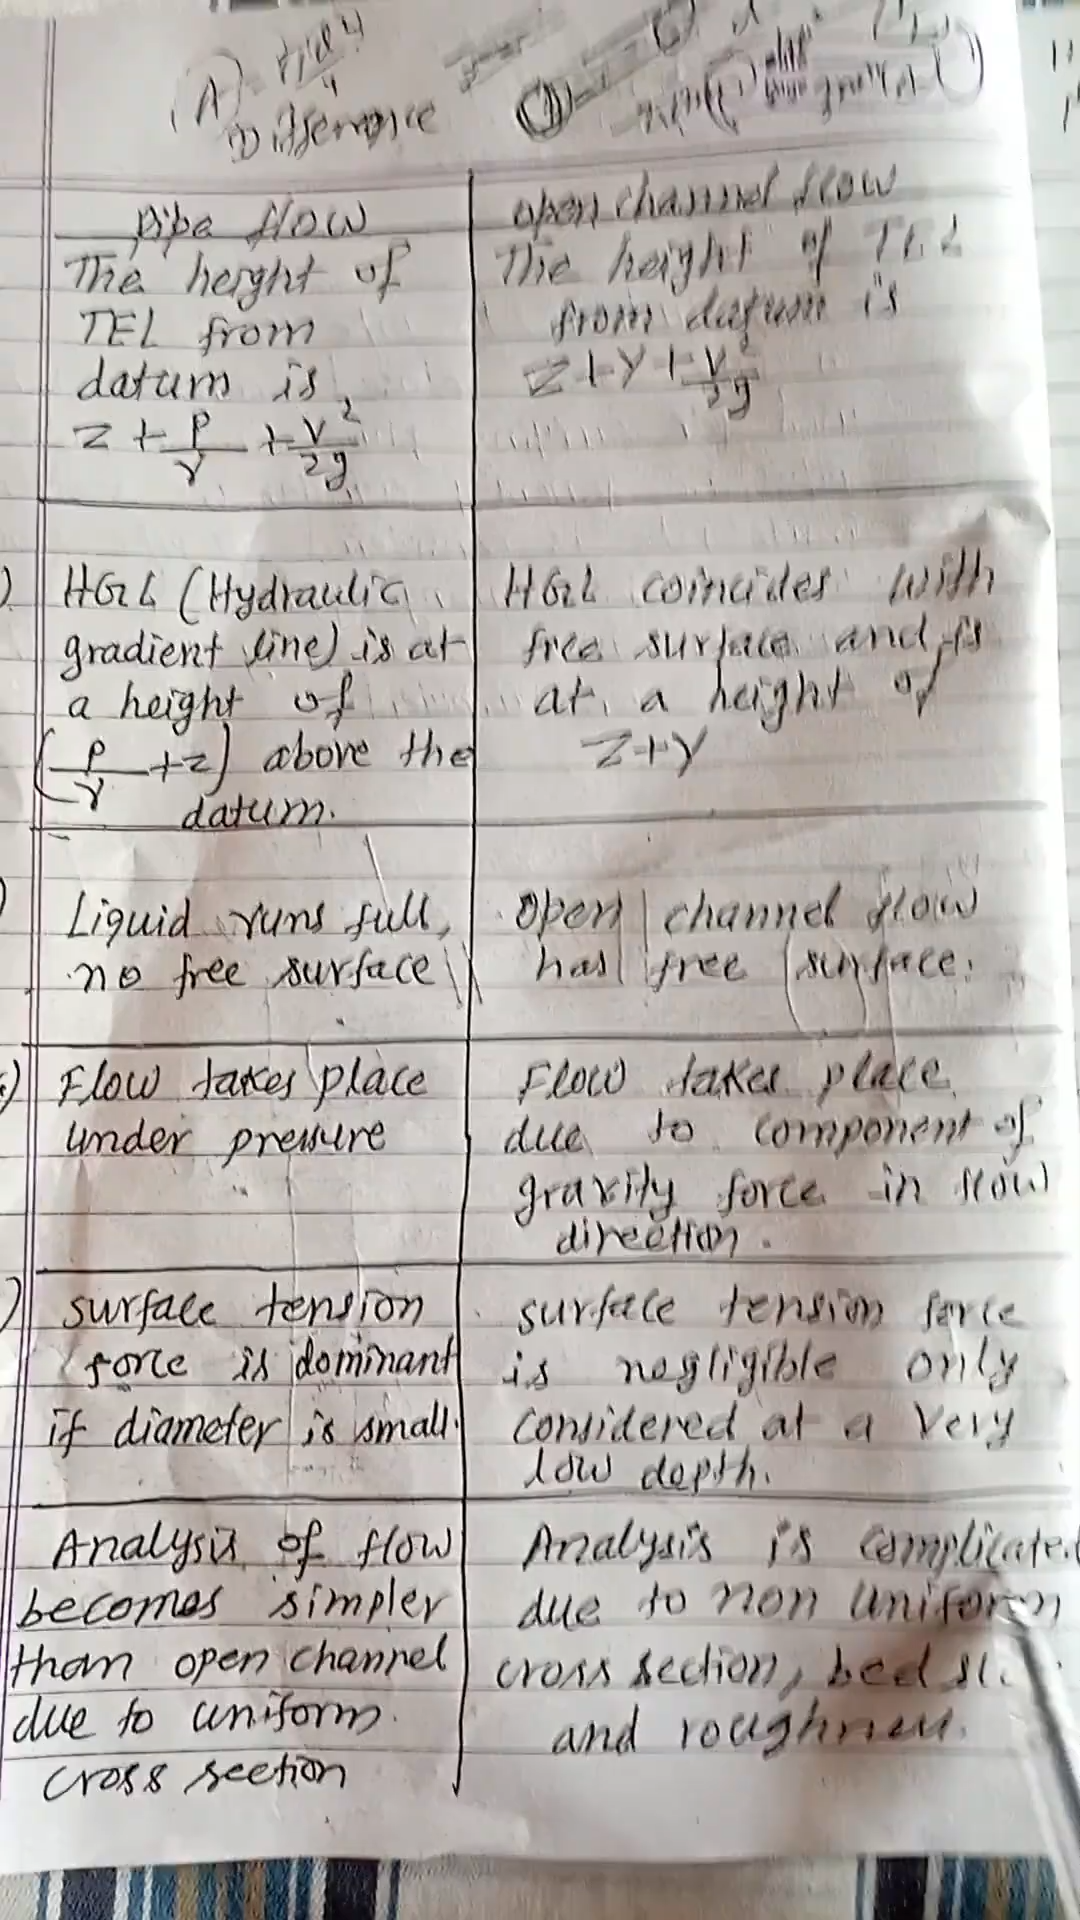 (A)
Difference
pipe flow
The height of
TEL from
datum is
z + P/γ + V²/2g
open channel flow
The height of TEL
from datum is
Z + Y + V²/2g
HGL (Hydraulic
gradient line) is at
a height of
(P/γ + z) above the
datum.
HGL coincides with
free surface and is
at a height of
Z+Y
Liquid runs full,
no free surface
open channel flow
has free surface.
Flow takes place
under pressure
Flow takes place
due to component of
gravity force in flow
direction.
surface tension
force is dominant
if diameter is small.
surface tension force
is negligible only
considered at a very
low depth.
Analysis of flow
becomes simpler
than open channel
due to uniform
cross section
Analysis is complicated
due to non uniform
cross section, bed
and roughness.